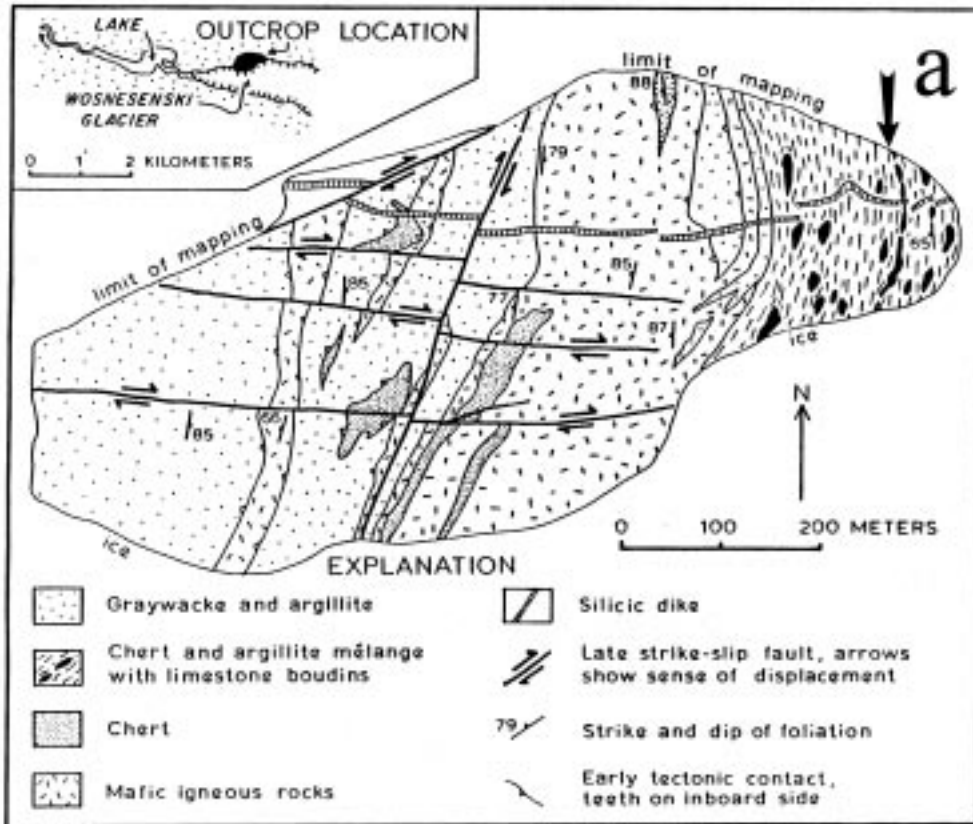 LAKE
OUTCROP LOCATION
WOSNESENSKI
GLACIER
0 1 2 KILOMETERS
a
limit of mapping
88
79
limit of mapping
85
86
77
87
65
ice
66
85
N
0 100 200 METERS
ice
EXPLANATION
Graywacke and argillite
Chert and argillite mélange
with limestone boudins
Chert
Mafic igneous rocks
Silicic dike
Late strike-slip fault, arrows
show sense of displacement
79 Strike and dip of foliation
Early tectonic contact,
teeth on inboard side